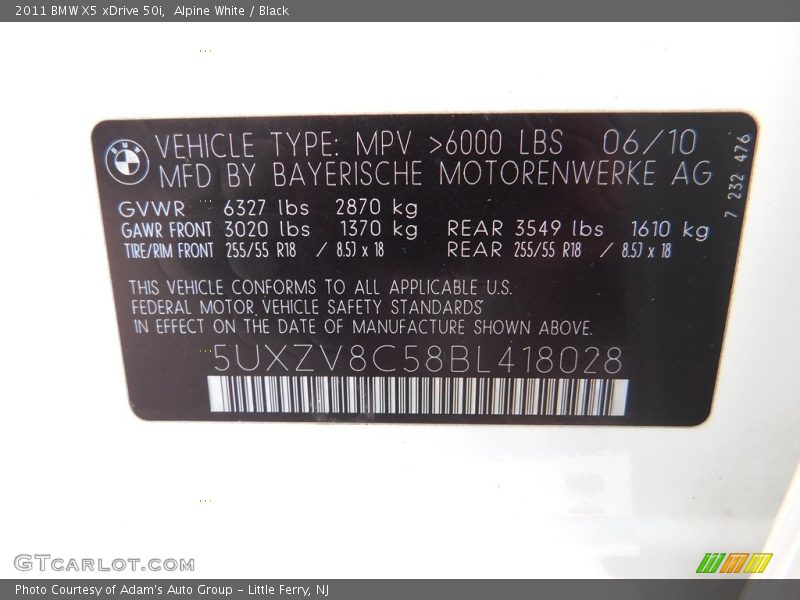 2011 BMW X5 xDrive 50i,  Alpine White / Black
BMW
VEHICLE TYPE: MPV >6000 LBS 06/10
MFD BY BAYERISCHE MOTORENWERKE AG
7 232 476
GVWR 6327 lbs 2870 kg
GAWR FRONT 3020 lbs 1370 kg REAR 3549 lbs 1610 kg
TIRE/RIM FRONT 255/55 R18 / 8.5J x 18 REAR 255/55 R18 / 8.5J x 18
THIS VEHICLE CONFORMS TO ALL APPLICABLE U.S.
FEDERAL MOTOR VEHICLE SAFETY STANDARDS
IN EFFECT ON THE DATE OF MANUFACTURE SHOWN ABOVE.
5UXZV8C58BL418028
GTcarlot.com
Photo Courtesy of Adam's Auto Group - Little Ferry, NJ